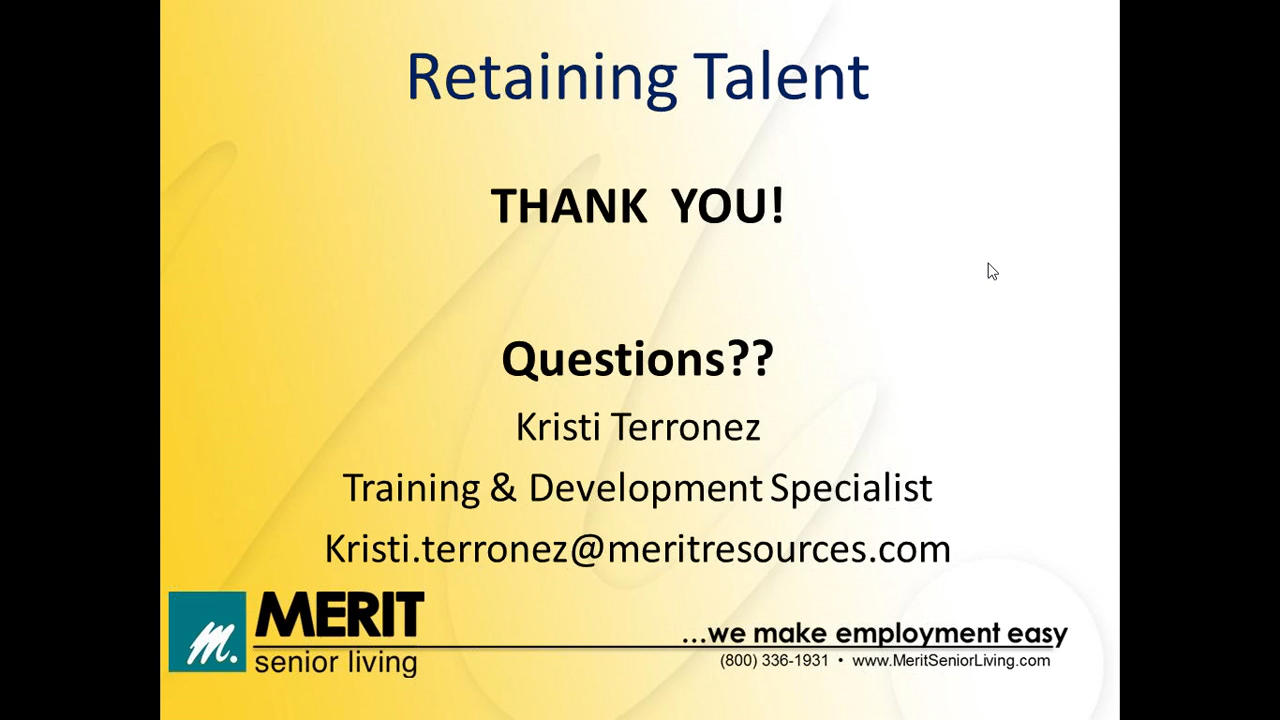 Retaining Talent
THANK YOU!
Questions??
Kristi Terronez
Training & Development Specialist
Kristi.terronez@meritresources.com
m.
MERIT
senior living
...we make employment easy
(800) 336-1931 • www.MeritSeniorLiving.com